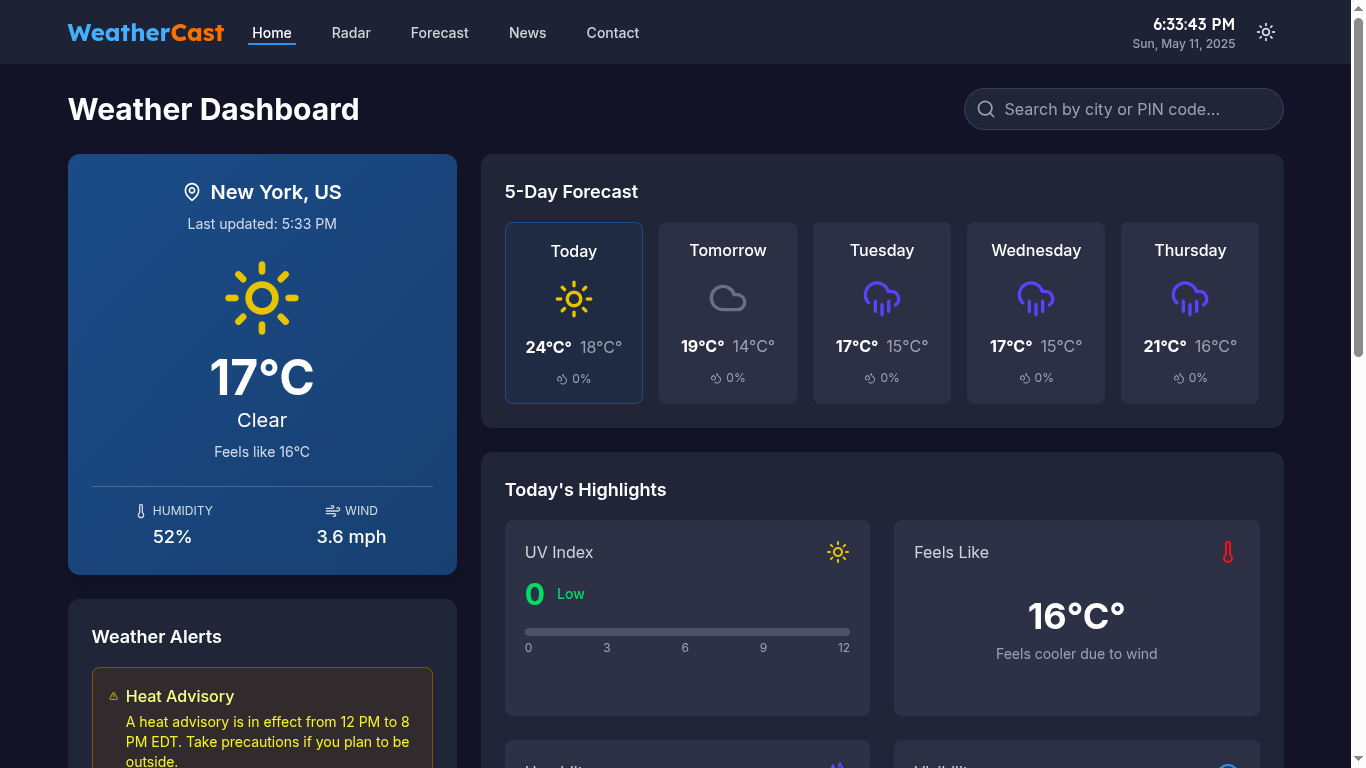 WeatherCast
Home
Radar
Forecast
News
Contact
6:33:43 PM
Sun, May 11, 2025
Weather Dashboard
Search by city or PIN code...
New York, US
Last updated: 5:33 PM
17°C
Clear
Feels like 16°C
HUMIDITY
52%
WIND
3.6 mph
Weather Alerts
Heat Advisory
A heat advisory is in effect from 12 PM to 8
PM EDT. Take precautions if you plan to be
outside.
5-Day Forecast
Today
24°C° 18°C°
0%
Tomorrow
19°C° 14°C°
0%
Tuesday
17°C° 15°C°
0%
Wednesday
17°C° 15°C°
0%
Thursday
21°C° 16°C°
0%
Today's Highlights
UV Index
0 Low
0 3 6 9 12
Feels Like
16°C°
Feels cooler due to wind
Humidity
Visibility